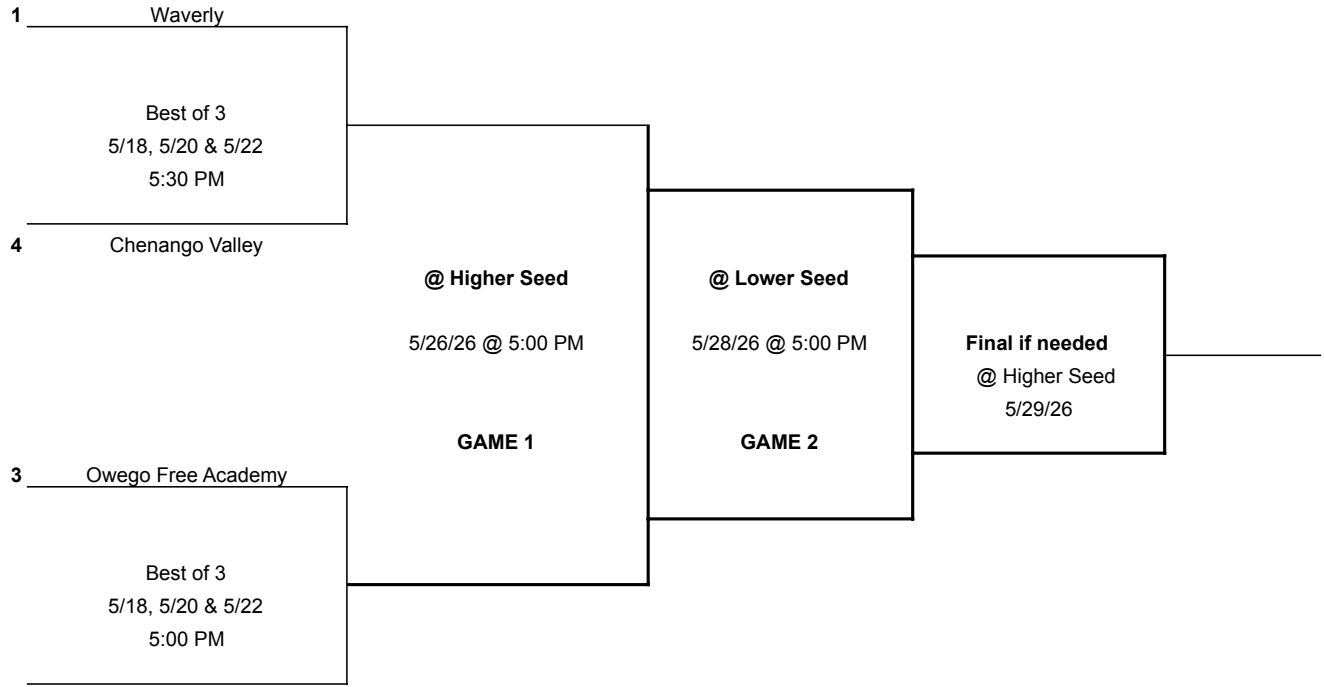 1 Waverly
Best of 3
5/18, 5/20 & 5/22
5:30 PM
4 Chenango Valley
@ Higher Seed
5/26/26 @ 5:00 PM
GAME 1
@ Lower Seed
5/28/26 @ 5:00 PM
GAME 2
Final if needed
@ Higher Seed
5/29/26
3 Owego Free Academy
Best of 3
5/18, 5/20 & 5/22
5:00 PM